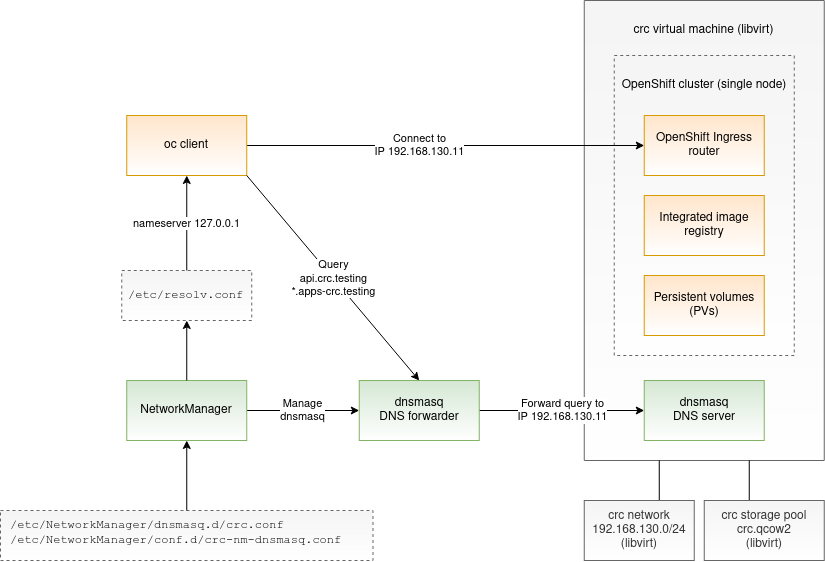 crc virtual machine (libvirt)
OpenShift cluster (single node)
oc client
Connect to
IP 192.168.130.11
OpenShift Ingress
router
nameserver 127.0.0.1
Integrated image
registry
Query
api.crc.testing
*.apps-crc.testing
/etc/resolv.conf
Persistent volumes
(PVs)
NetworkManager
Manage
dnsmasq
dnsmasq
DNS forwarder
Forward query to
IP 192.168.130.11
dnsmasq
DNS server
/etc/NetworkManager/dnsmasq.d/crc.conf
/etc/NetworkManager/conf.d/crc-nm-dnsmasq.conf
crc network
192.168.130.0/24
(libvirt)
crc storage pool
crc.qcow2
(libvirt)